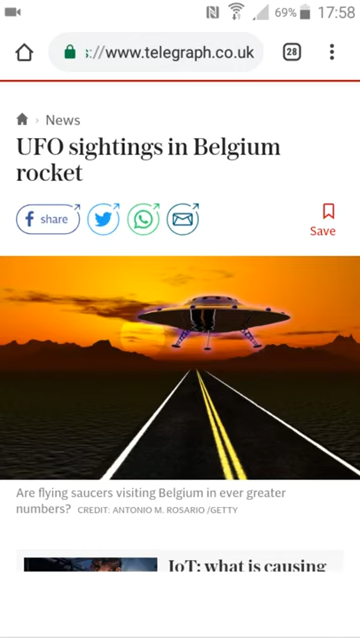 69% 17:58
https://www.telegraph.co.uk 28
News
UFO sightings in Belgium
rocket
f share
Save
Are flying saucers visiting Belgium in ever greater
numbers? CREDIT: ANTONIO M. ROSARIO /GETTY
IoT: what is causing